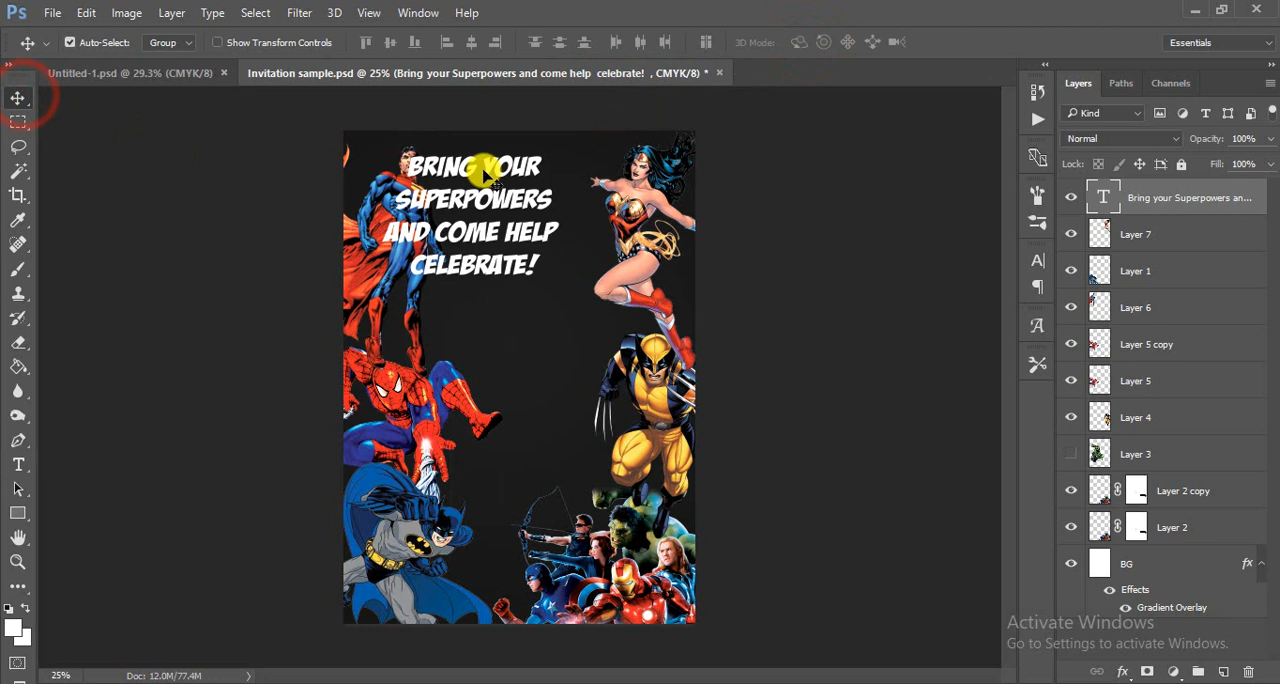 Ps File Edit Image Layer Type Select Filter 3D View Window Help
Auto-Select: Group Show Transform Controls 3D Mode: Essentials
Untitled-1.psd @ 29.3% (CMYK/8) × Invitation sample.psd @ 25% (Bring your Superpowers and come help celebrate! , CMYK/8) * ×
Layers Paths Channels
Kind
Normal Opacity: 100%
Lock: Fill: 100%
BRING YOUR
SUPERPOWERS
AND COME HELP
CELEBRATE!
T Bring your Superpowers an...
Layer 7
Layer 1
Layer 6
Layer 5 copy
Layer 5
Layer 4
Layer 3
Layer 2 copy
Layer 2
BG fx
Effects
Gradient Overlay
Activate Windows
Go to Settings to activate Windows.
25% Doc: 12.0M/77.4M